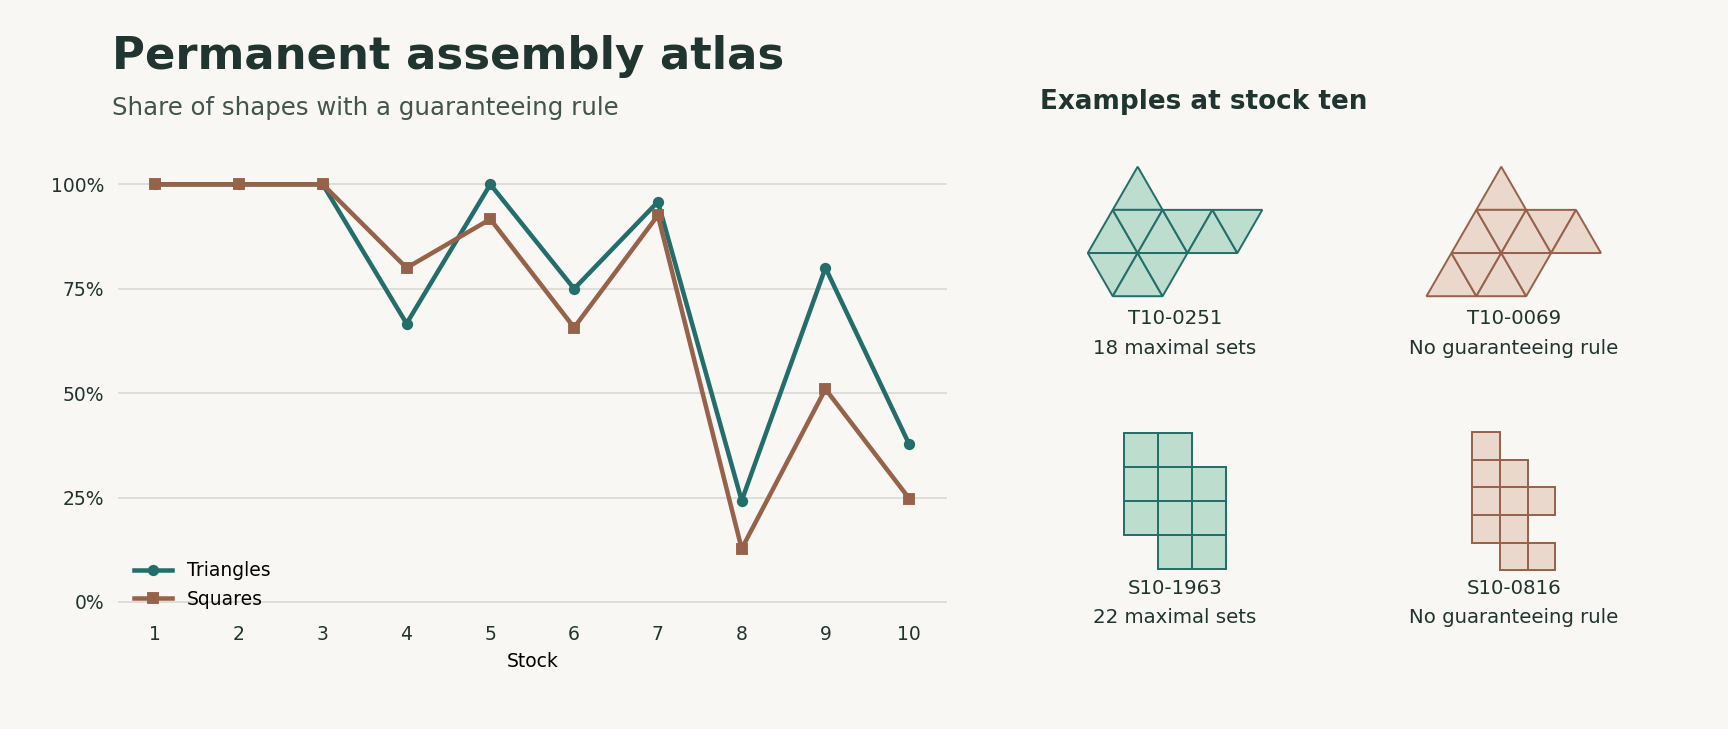 Permanent assembly atlas
Share of shapes with a guaranteeing rule
100%
75%
50%
25%
0%
Triangles
Squares
1 2 3 4 5 6 7 8 9 10
Stock
Examples at stock ten
T10-0251
18 maximal sets
T10-0069
No guaranteeing rule
S10-1963
22 maximal sets
S10-0816
No guaranteeing rule